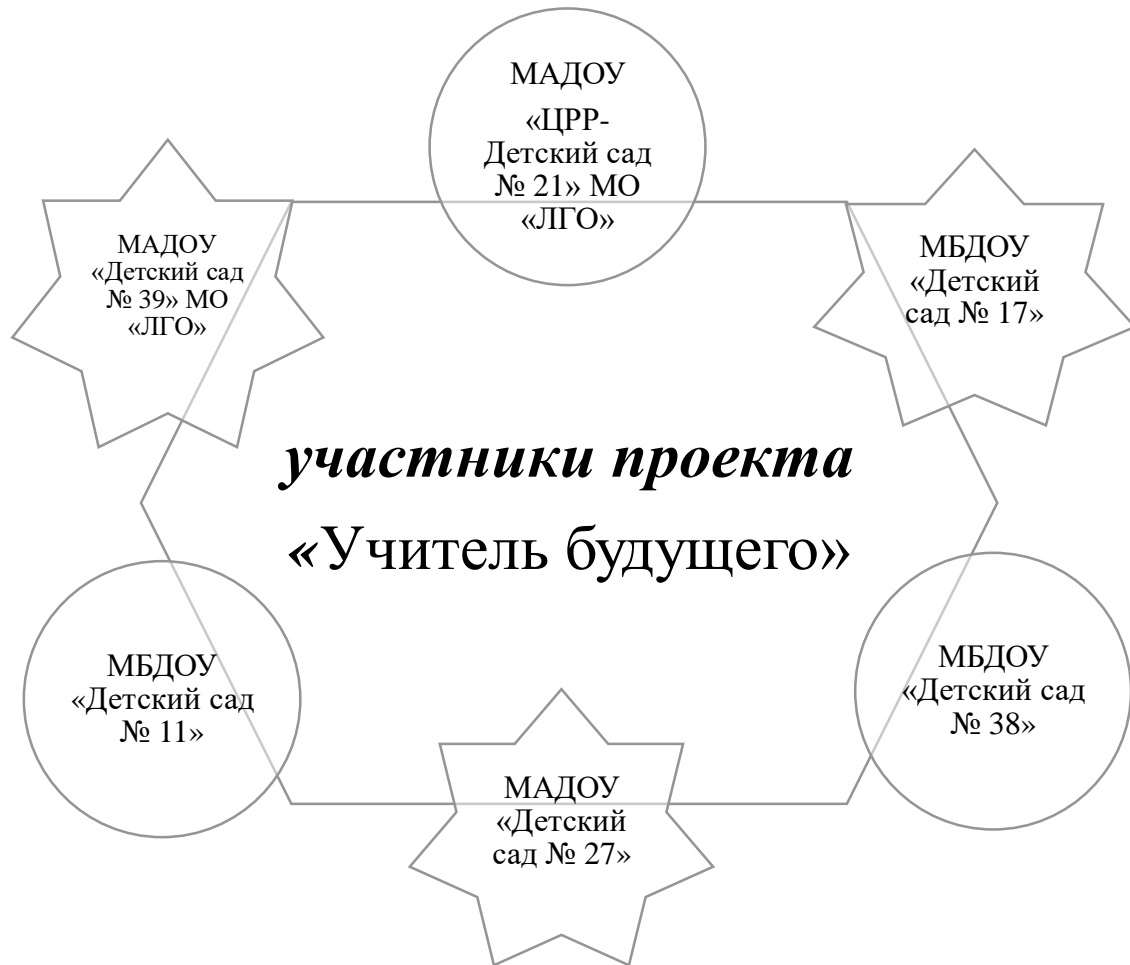 МАДОУ
«ЦРР-
Детский сад
№ 21» МО
«ЛГО»
МАДОУ
«Детский сад
№ 39» МО
«ЛГО»
МБДОУ
«Детский
сад № 17»
участники проекта
«Учитель будущего»
МБДОУ
«Детский сад
№ 11»
МБДОУ
«Детский сад
№ 38»
МАДОУ
«Детский
сад № 27»